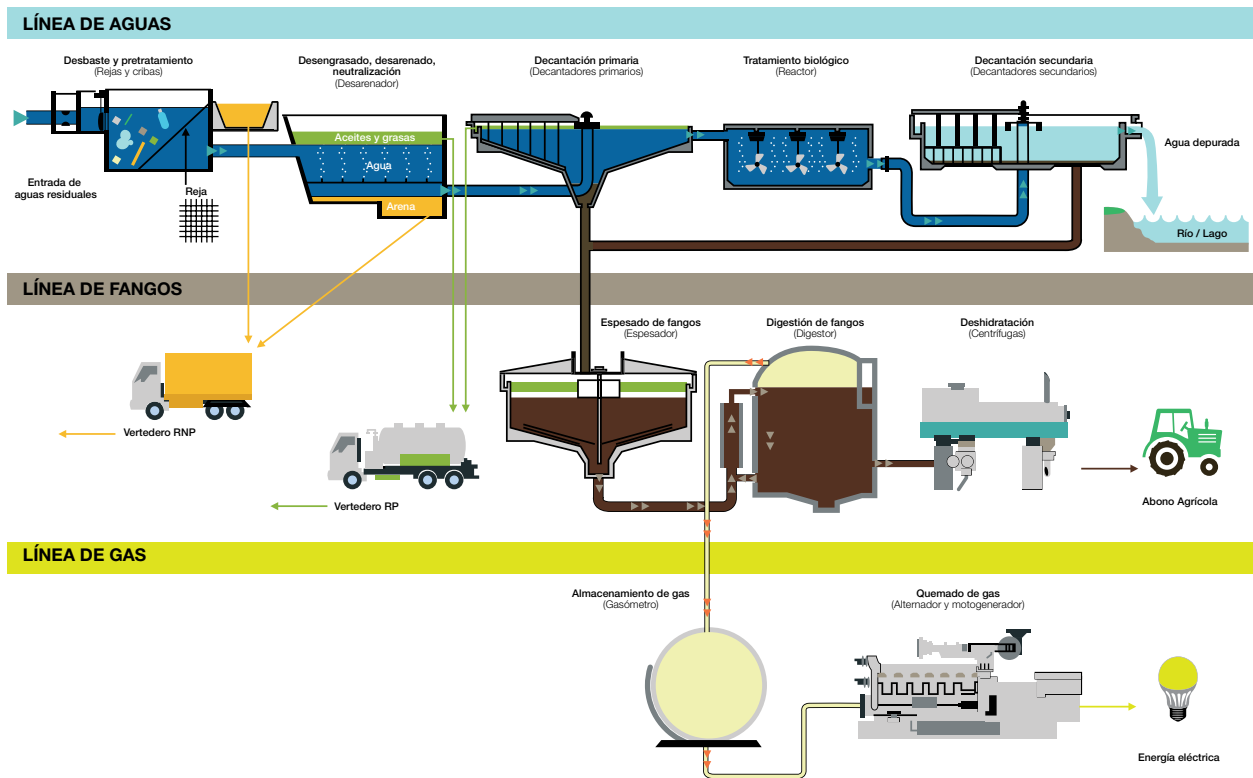 LÍNEA DE AGUAS
Desbaste y pretratamiento
(Rejas y cribas)
Desengrasado, desarenado,
neutralización
(Desarenador)
Decantación primaria
(Decantadores primarios)
Tratamiento biológico
(Reactor)
Decantación secundaria
(Decantadores secundarios)
Aceites y grasas
Agua
Arena
Entrada de
aguas residuales
Reja
Agua depurada
Río / Lago
LÍNEA DE FANGOS
Espesado de fangos
(Espesador)
Digestión de fangos
(Digestor)
Deshidratación
(Centrífugas)
Vertedero RNP
Vertedero RP
Abono Agrícola
LÍNEA DE GAS
Almacenamiento de gas
(Gasómetro)
Quemado de gas
(Alternador y motogenerador)
Energía eléctrica